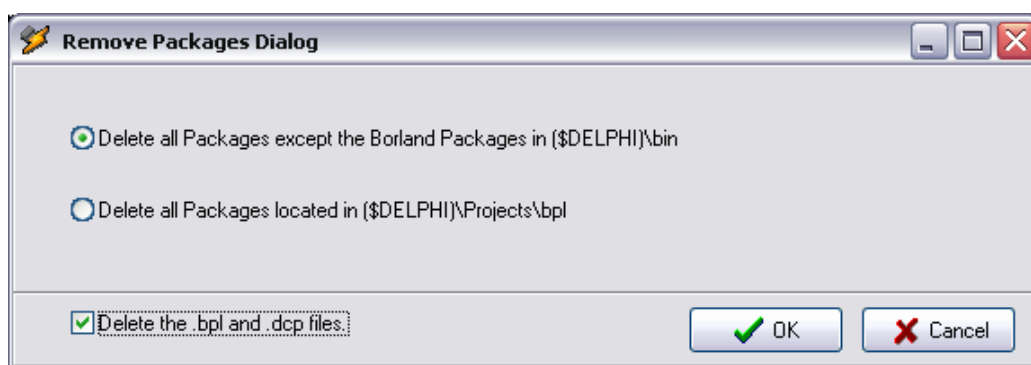 Remove Packages Dialog
Delete all Packages except the Borland Packages in ($DELPHI)\bin
Delete all Packages located in ($DELPHI)\Projects\bpl
Delete the .bpl and .dcp files.
OK
Cancel